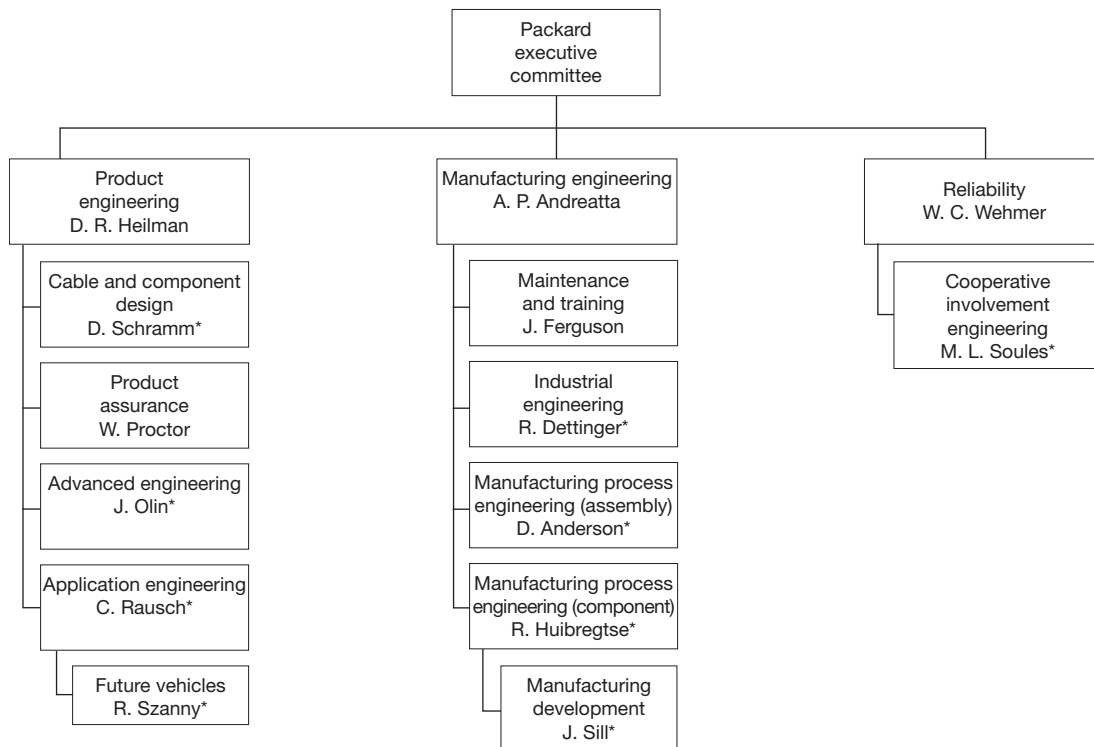 Packard
executive
committee
Product
engineering
D. R. Heilman
Manufacturing engineering
A. P. Andreatta
Reliability
W. C. Wehmer
Cable and component
design
D. Schramm*
Product
assurance
W. Proctor
Advanced engineering
J. Olin*
Application engineering
C. Rausch*
Future vehicles
R. Szanny*
Maintenance
and training
J. Ferguson
Industrial
engineering
R. Dettinger*
Manufacturing process
engineering (assembly)
D. Anderson*
Manufacturing process
engineering (component)
R. Huibregtse*
Manufacturing
development
J. Sill*
Cooperative
involvement
engineering
M. L. Soules*